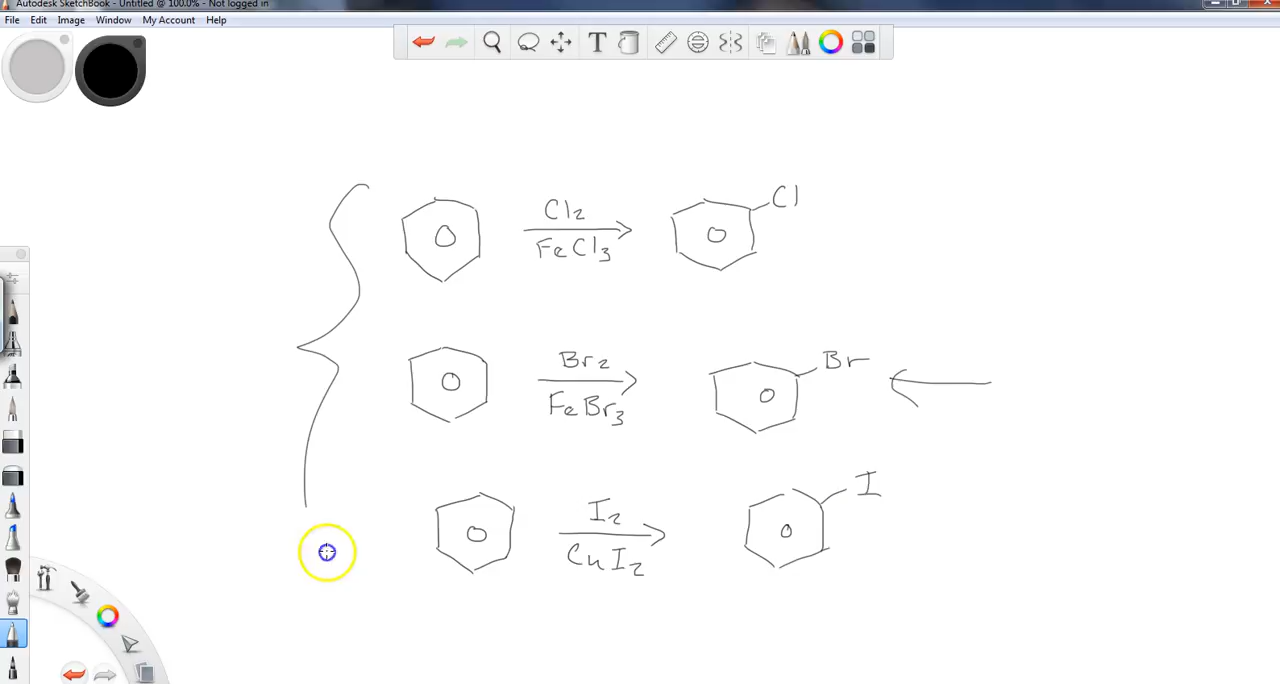 Autodesk SketchBook - Untitled @ 100.0% - Not logged in
File Edit Image Window My Account Help
T
Cl
Cl2
FeCl3
Br2
Br
FeBr3
I
I2
CuI2